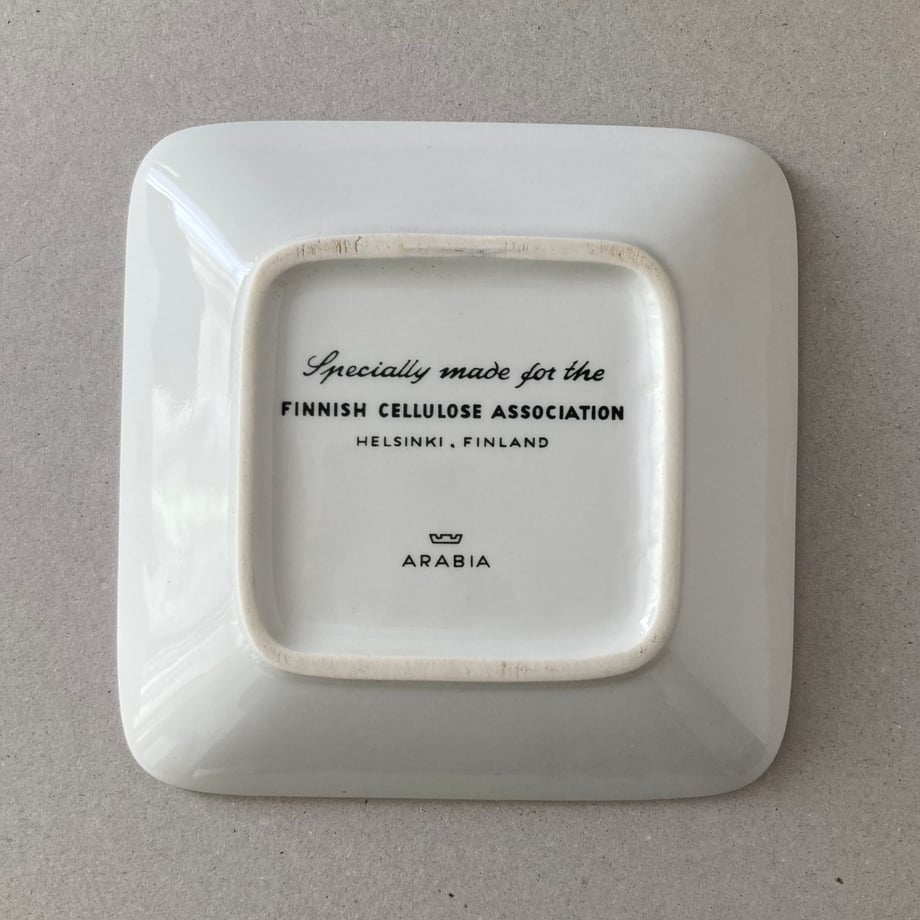 Specially made for the
FINNISH CELLULOSE ASSOCIATION
HELSINKI, FINLAND
ARABIA